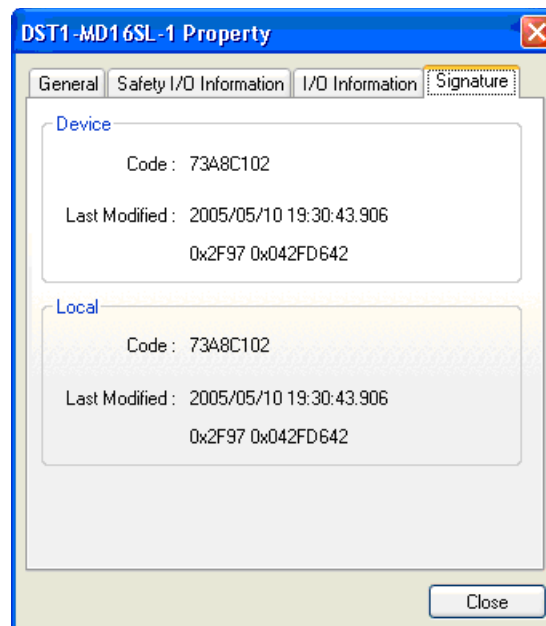 DST1-MD16SL-1 Property
General Safety I/O Information I/O Information Signature
Device
Code : 73A8C102
Last Modified : 2005/05/10 19:30:43.906
0x2F97 0x042FD642
Local
Code : 73A8C102
Last Modified : 2005/05/10 19:30:43.906
0x2F97 0x042FD642
Close